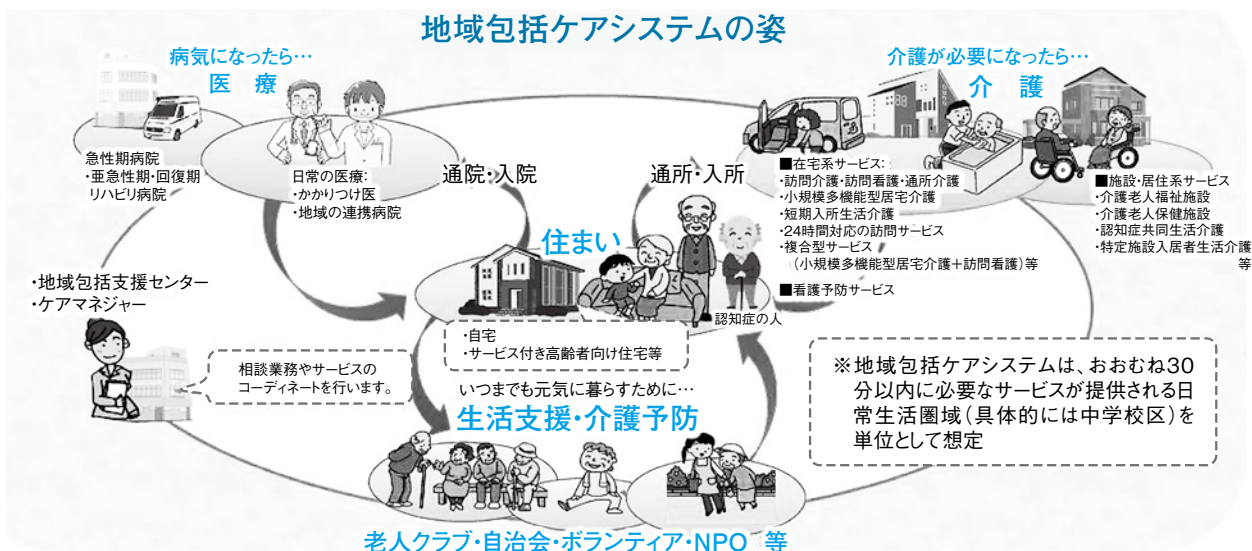 地域包括ケアシステムの姿
病気になったら…
医 療
急性期病院
・亜急性期・回復期
リハビリ病院
日常の医療:
・かかりつけ医
・地域の連携病院
通院・入院
通所・入所
介護が必要になったら…
介 護
■在宅系サービス:
・訪問介護・訪問看護・通所介護
・小規模多機能型居宅介護
・短期入所生活介護
・24時間対応の訪問サービス
・複合型サービス
（小規模多機能型居宅介護＋訪問看護）等
■看護予防サービス
■施設・居住系サービス
・介護老人福祉施設
・介護老人保健施設
・認知症共同生活介護
・特定施設入居者生活介護
等
住まい
認知症の人
・自宅
・サービス付き高齢者向け住宅等
・地域包括支援センター
・ケアマネジャー
相談業務やサービスの
コーディネートを行います。
いつまでも元気に暮らすために…
生活支援・介護予防
老人クラブ・自治会・ボランティア・NPO 等
※地域包括ケアシステムは、おおむね30
分以内に必要なサービスが提供される日
常生活圏域（具体的には中学校区）を
単位として想定